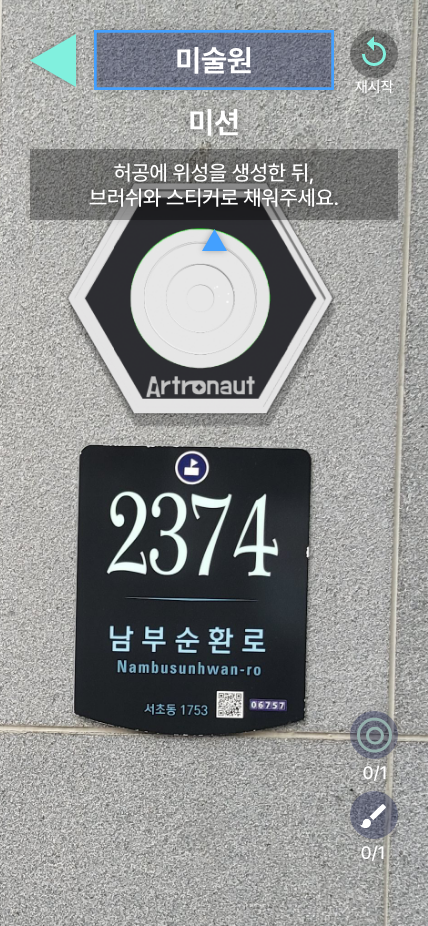 미술원
재시작
미션
허공에 위성을 생성한 뒤,
브러쉬와 스티커로 채워주세요.
Artronaut
2374
남부순환로
Nambusunhwan-ro
서초동 1753
06757
0/1
0/1